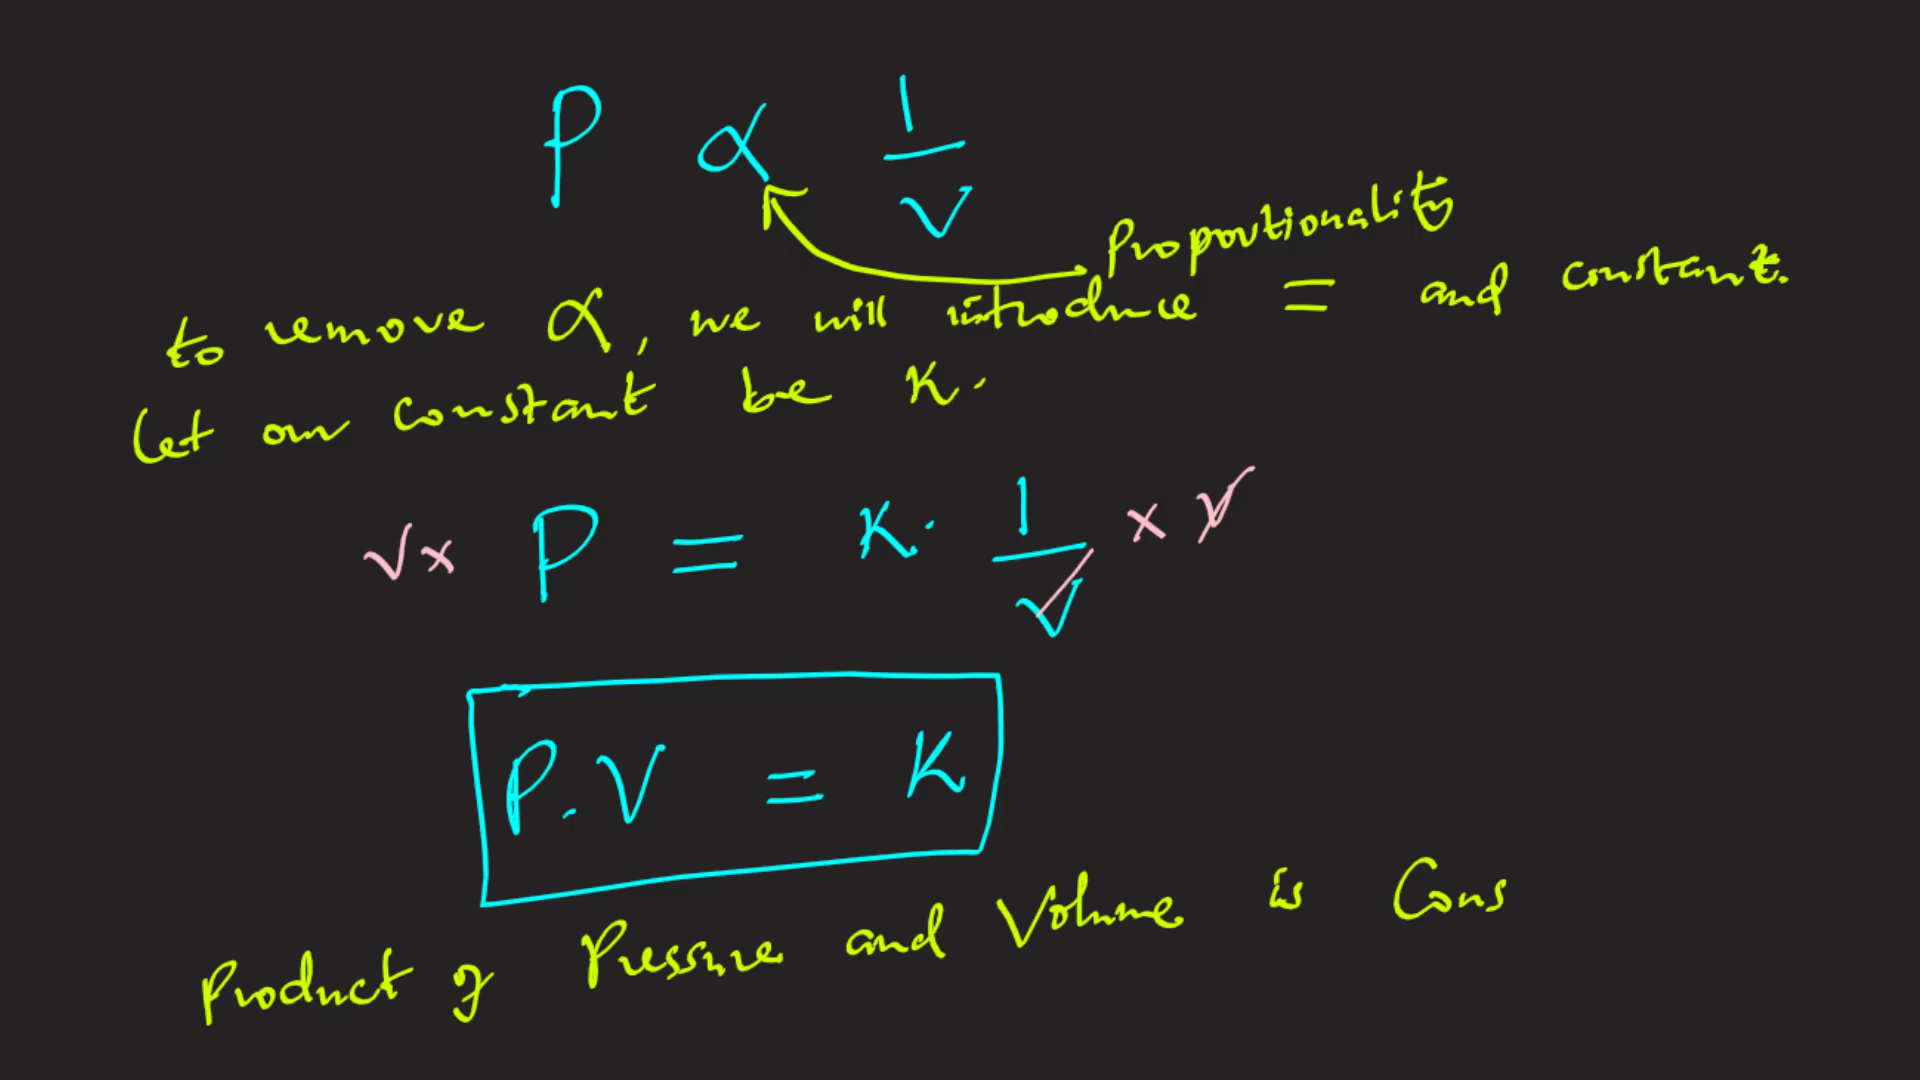 P ∝ 1/V
Proportionality
to remove ∝, we will introduce = and constant.
Let our constant be K.
V x P = K. 1/V x V
P.V = K
Product of Pressure and Volume is Cons